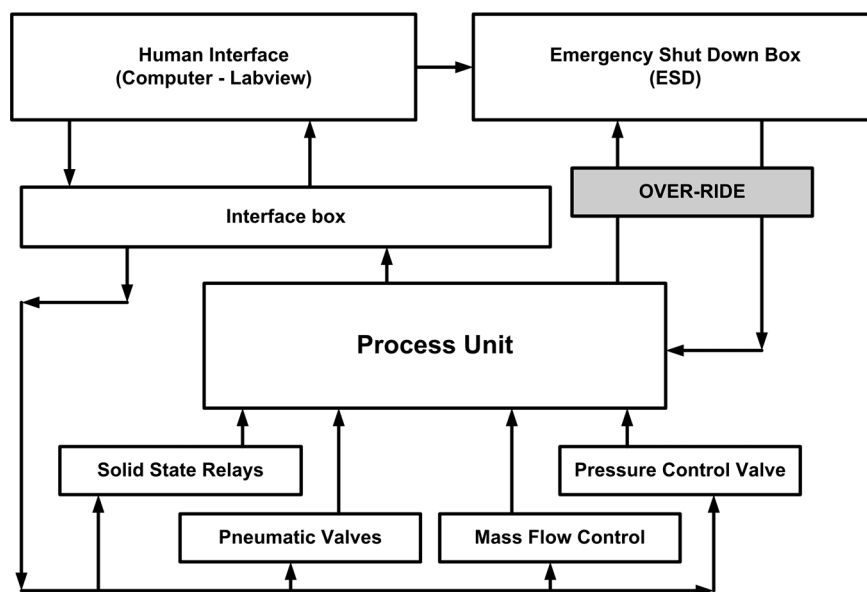 Human Interface
(Computer - Labview)
Emergency Shut Down Box
(ESD)
OVER-RIDE
Interface box
Process Unit
Solid State Relays
Pressure Control Valve
Pneumatic Valves
Mass Flow Control